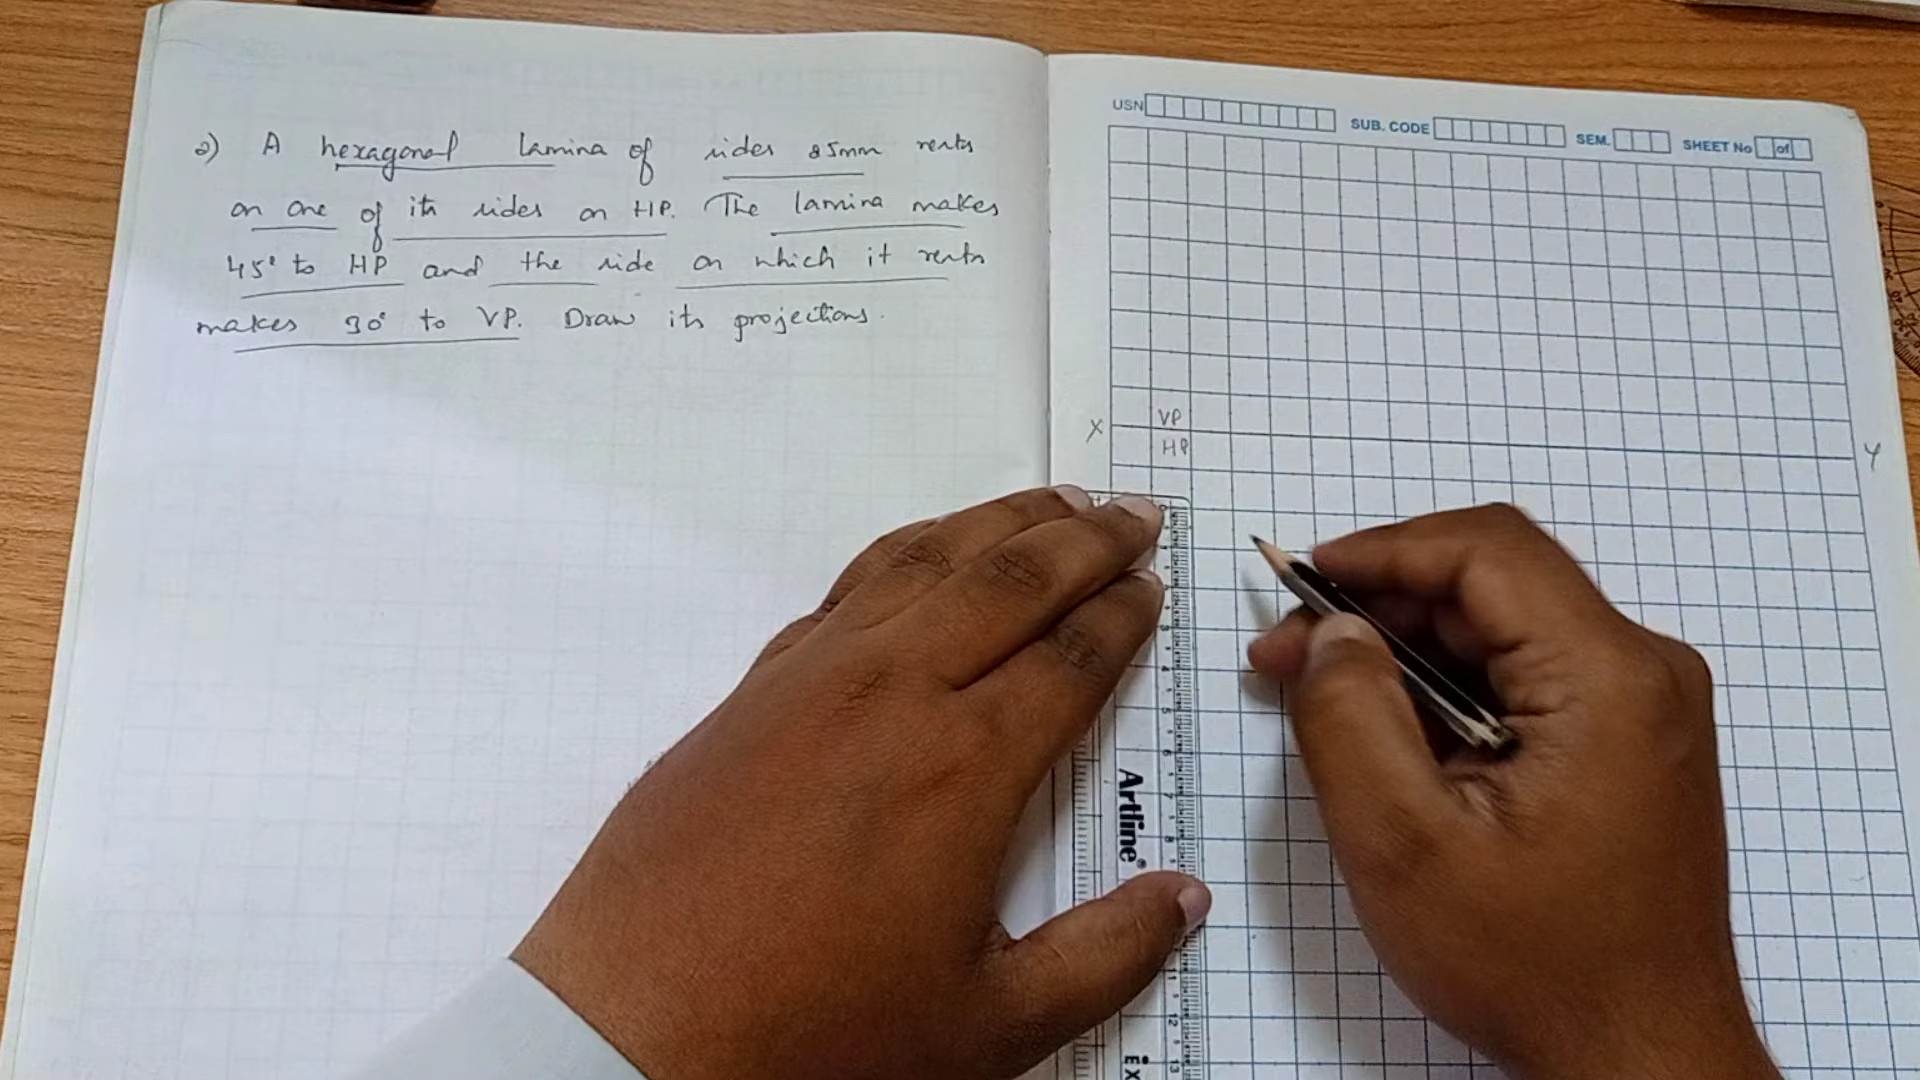 2) A hexagonal lamina of sides 25mm rests
on one of its sides on HP. The lamina makes
45° to HP and the side on which it rests
makes 30° to VP. Draw its projections.
USN
SUB. CODE
SEM.
SHEET No of
X
VP
HP
Y
Artline